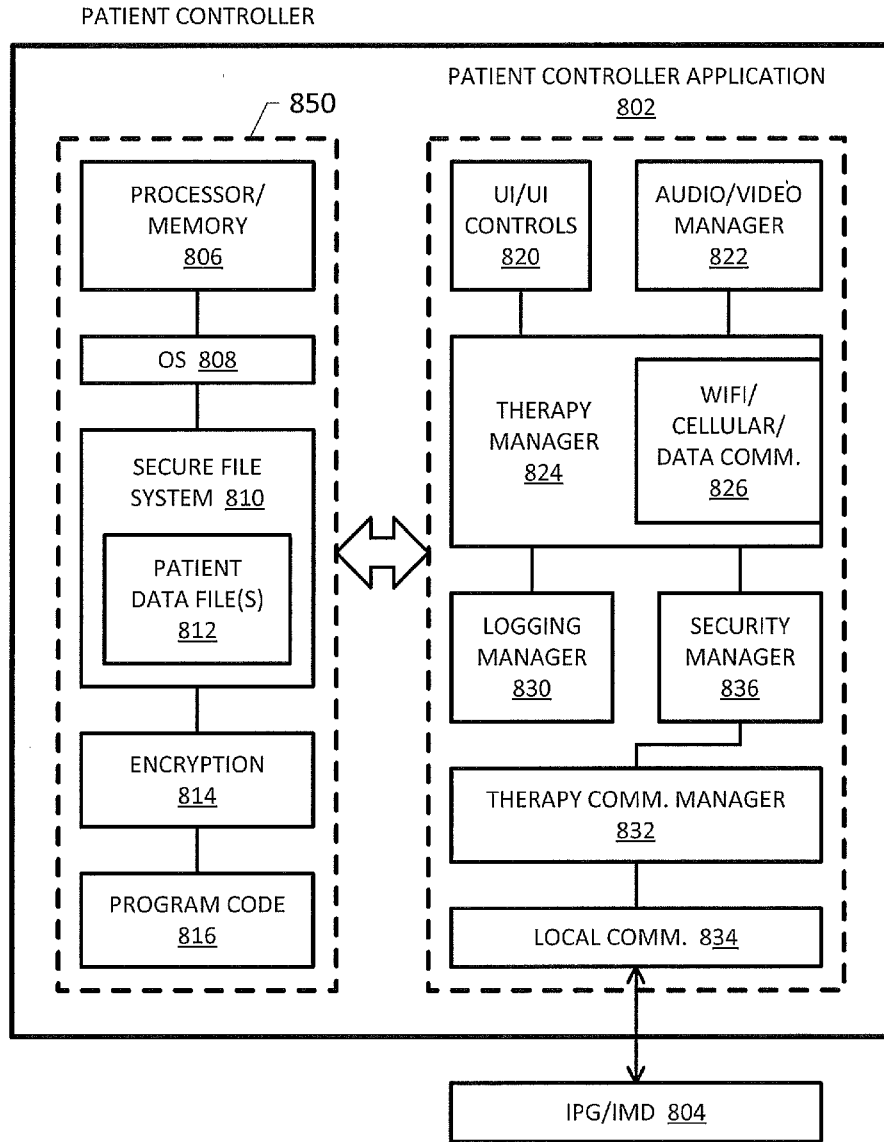 PATIENT CONTROLLER
850
PROCESSOR/
MEMORY
806
OS 808
SECURE FILE
SYSTEM 810
PATIENT
DATA FILE(S)
812
ENCRYPTION
814
PROGRAM CODE
816
PATIENT CONTROLLER APPLICATION
802
UI/UI
CONTROLS
820
AUDIO/VIDEO
MANAGER
822
THERAPY
MANAGER
824
WIFI/
CELLULAR/
DATA COMM.
826
LOGGING
MANAGER
830
SECURITY
MANAGER
836
THERAPY COMM. MANAGER
832
LOCAL COMM. 834
IPG/IMD 804